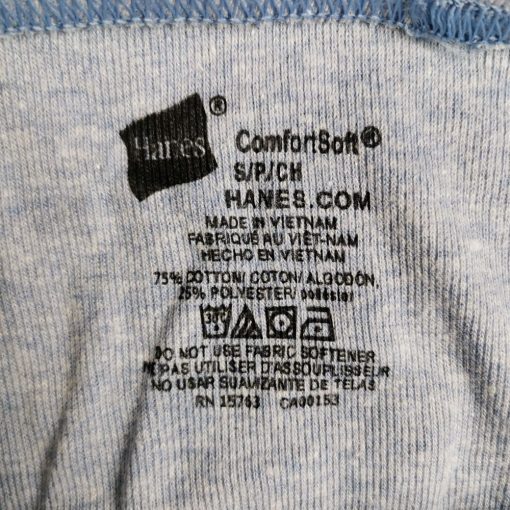 Hanes®
ComfortSoft®
S/P/CH
HANES.COM
MADE IN VIETNAM
FABRIQUÉ AU VIÊT-NAM
HECHO EN VIETNAM
75% COTTON/ COTON/ ALGODÓN,
25% POLYESTER/
DO NOT USE FABRIC SOFTENER
NE PAS UTILISER D'ASSOUPLISSEUR
NO USAR SUAVIZANTE DE TELAS
RN 15763 CA00153